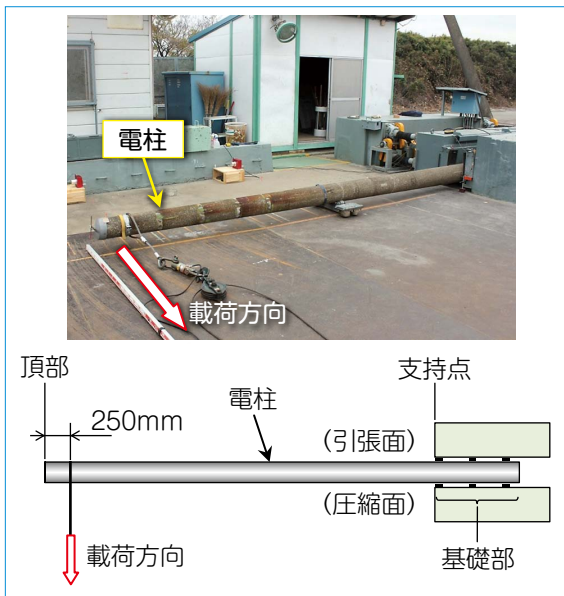 電柱
載荷方向
頂部
支持点
250mm
電柱
(引張面)
(圧縮面)
載荷方向
基礎部